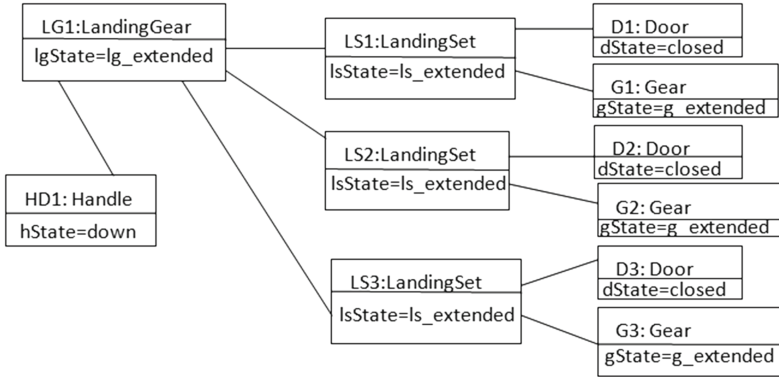 LG1:LandingGear
lgState=lg_extended
HD1: Handle
hState=down
LS1:LandingSet
lsState=ls_extended
D1: Door
dState=closed
G1: Gear
gState=g_extended
LS2:LandingSet
lsState=ls_extended
D2: Door
dState=closed
G2: Gear
gState=g_extended
LS3:LandingSet
lsState=ls_extended
D3: Door
dState=closed
G3: Gear
gState=g_extended